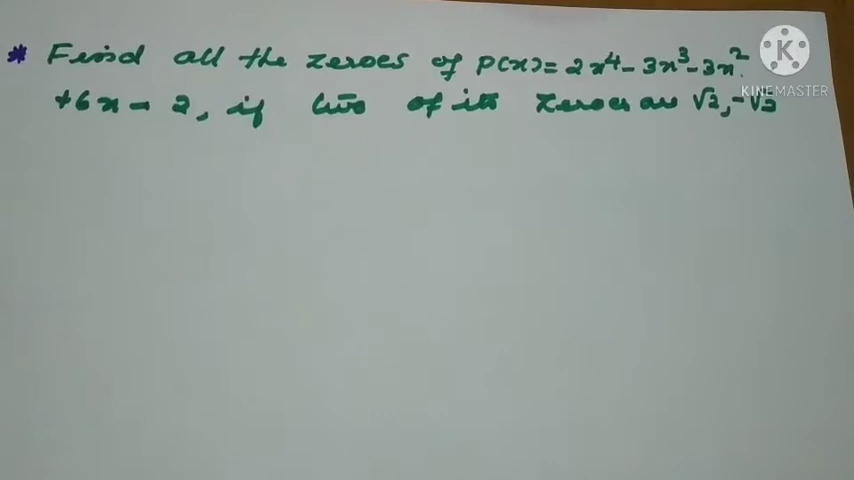 * Find all the zeroes of P(x) = 2x⁴ - 3x³ - 3x²
+6x - 2, if two of its zeroes are √2, -√2
K
KINEMASTER